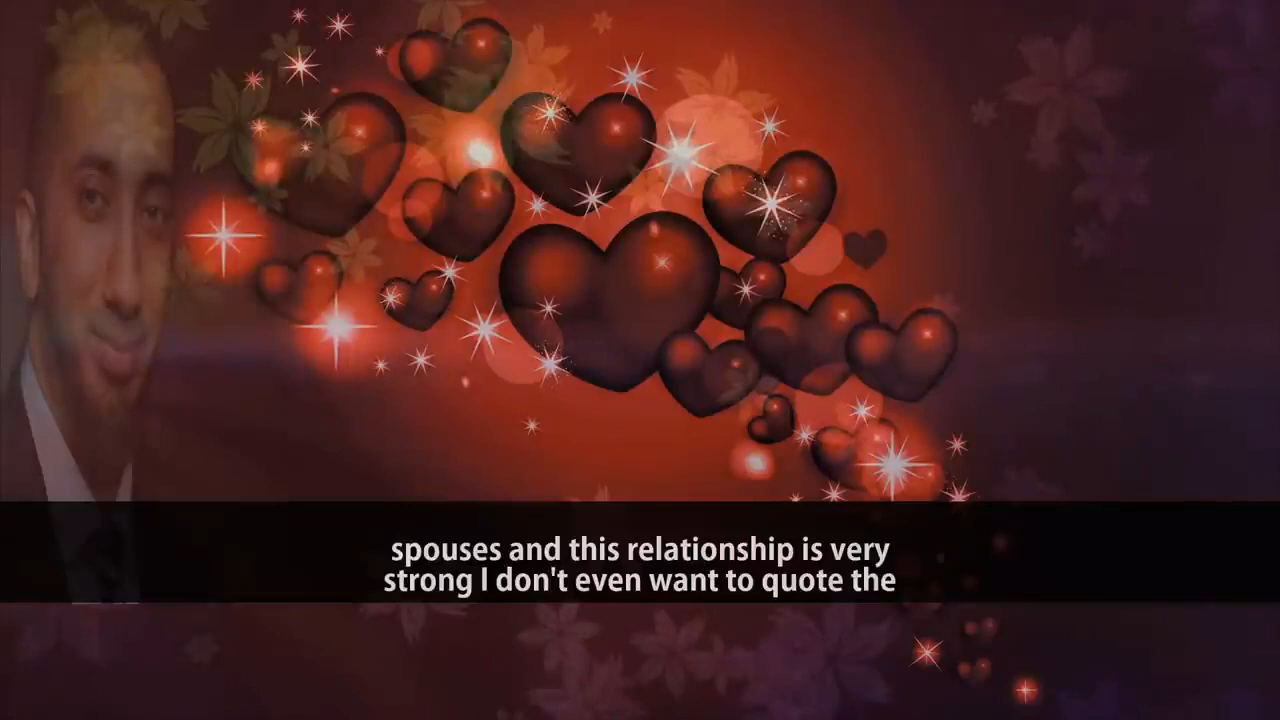 spouses and this relationship is very
strong I don't even want to quote the